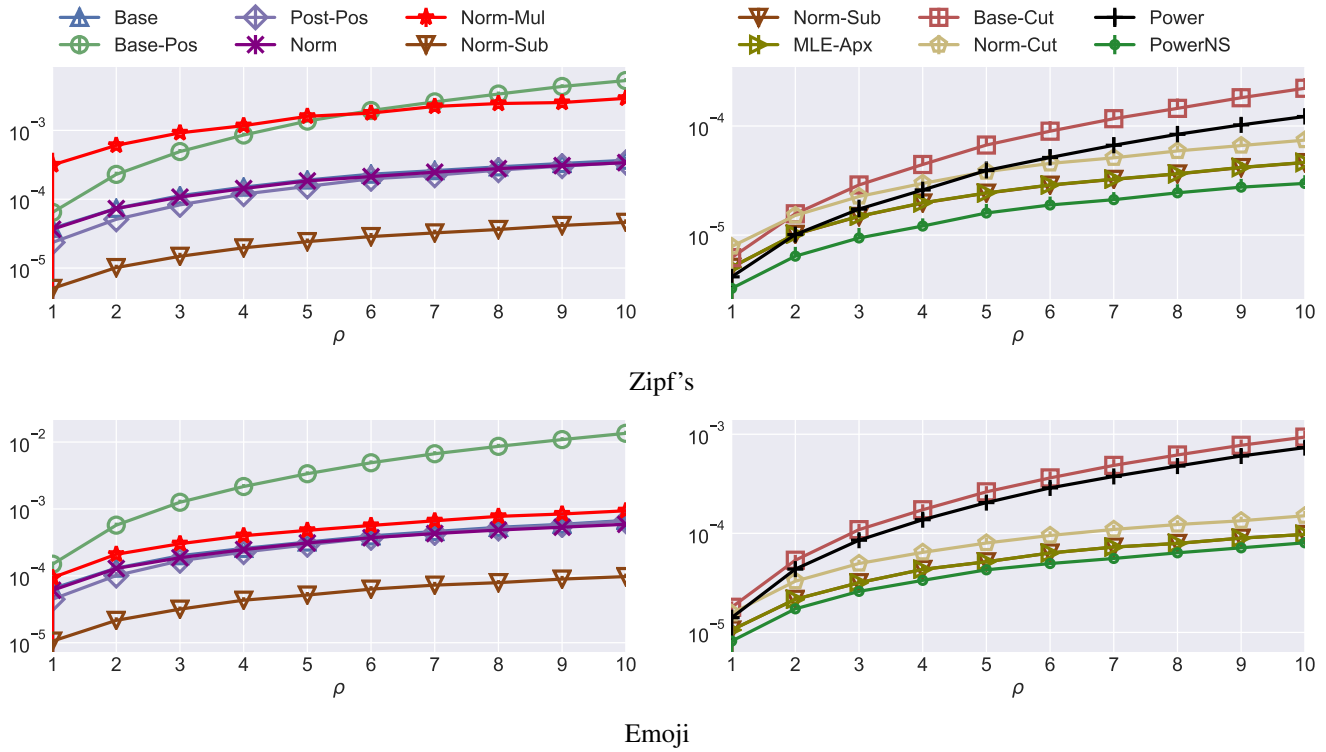 Base Post-Pos Norm-Mul
Base-Pos Norm Norm-Sub
Norm-Sub Base-Cut Power
MLE-Apx Norm-Cut PowerNS
10⁻³
10⁻⁴
10⁻⁵
1 2 3 4 5 6 7 8 9 10
ρ
10⁻⁴
10⁻⁵
1 2 3 4 5 6 7 8 9 10
ρ
Zipf's
10⁻²
10⁻³
10⁻⁴
10⁻⁵
1 2 3 4 5 6 7 8 9 10
ρ
10⁻³
10⁻⁴
10⁻⁵
1 2 3 4 5 6 7 8 9 10
ρ
Emoji